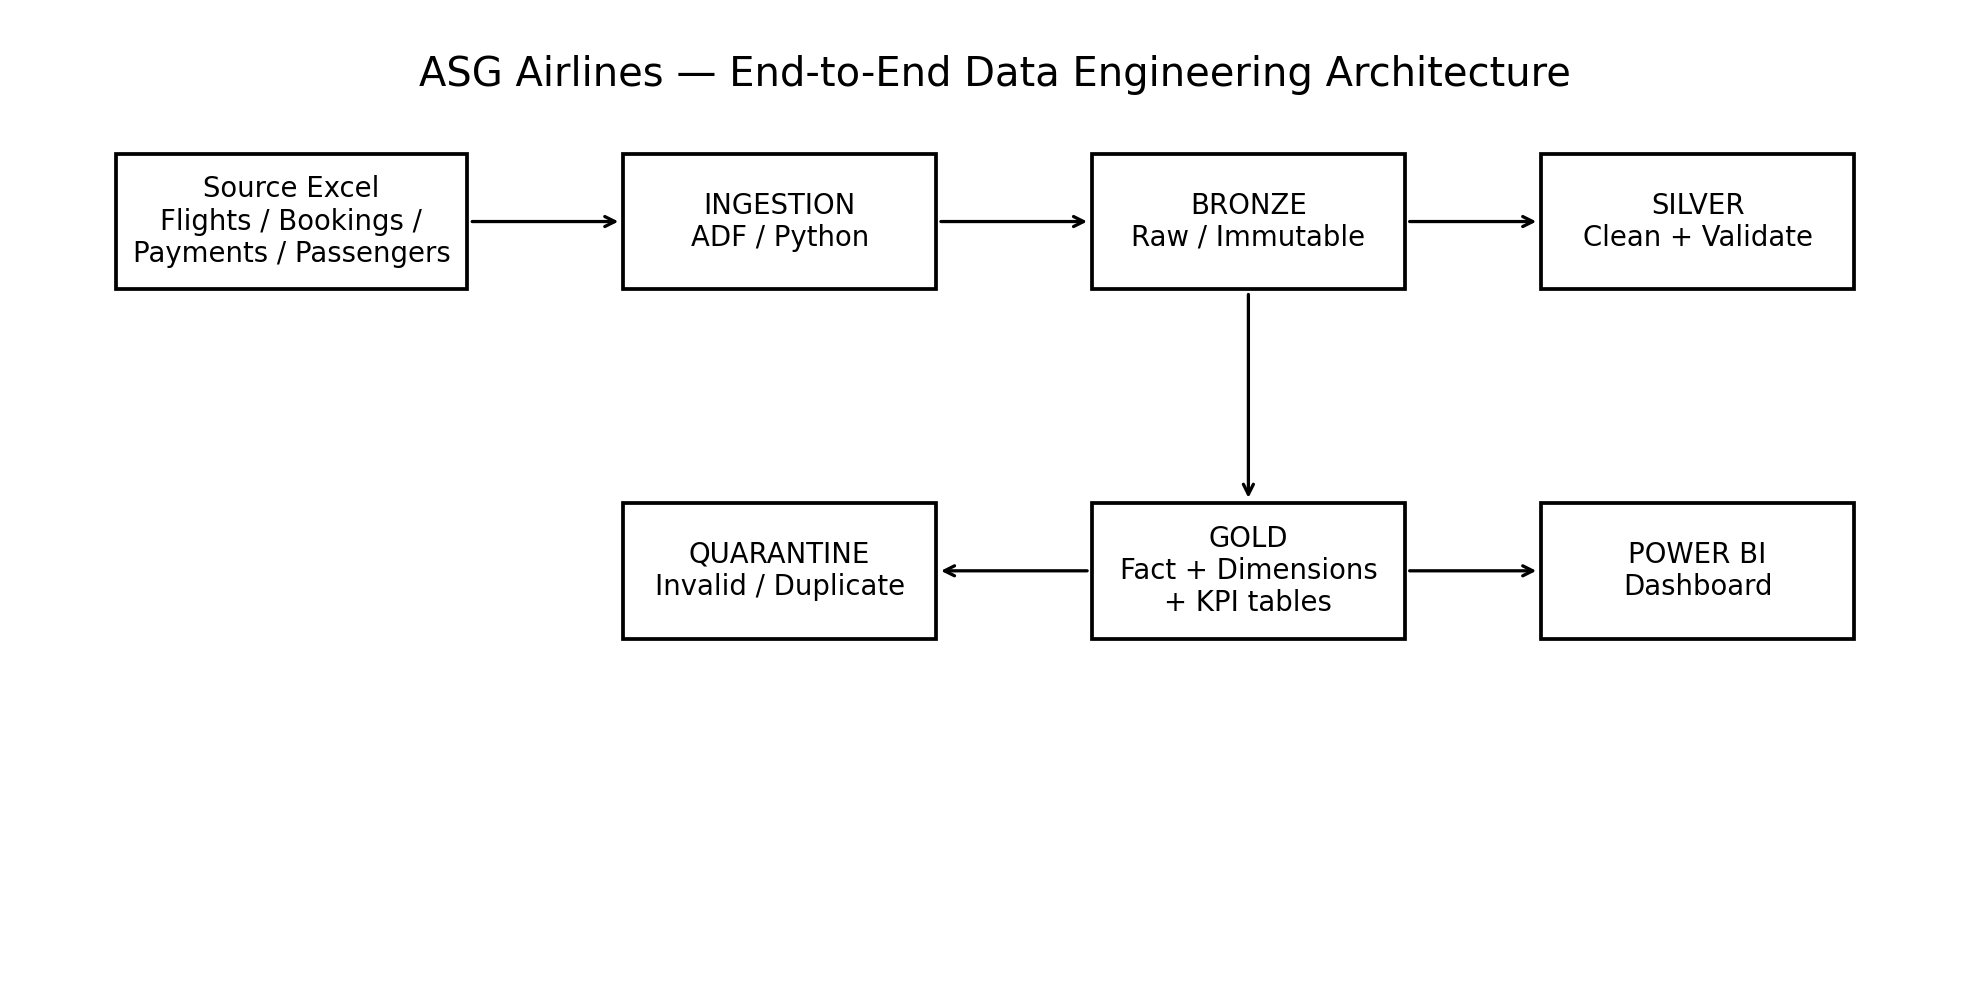 ASG Airlines — End-to-End Data Engineering Architecture
Source Excel
Flights / Bookings /
Payments / Passengers
INGESTION
ADF / Python
BRONZE
Raw / Immutable
SILVER
Clean + Validate
QUARANTINE
Invalid / Duplicate
GOLD
Fact + Dimensions
+ KPI tables
POWER BI
Dashboard